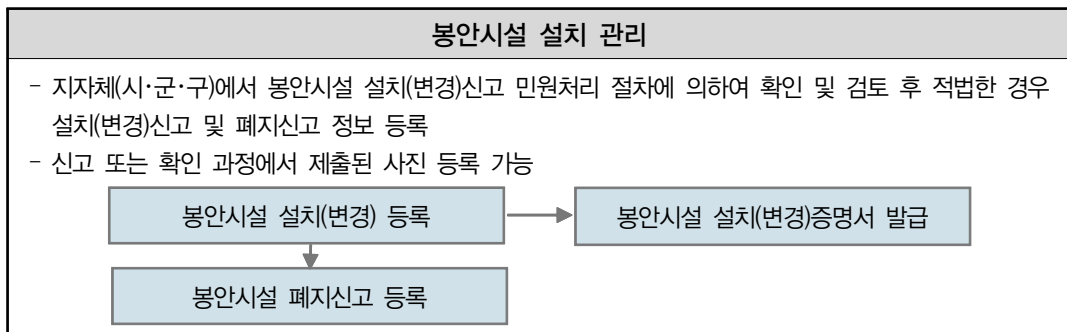 봉안시설 설치 관리
- 지자체(시·군·구)에서 봉안시설 설치(변경)신고 민원처리 절차에 의하여 확인 및 검토 후 적법한 경우
설치(변경)신고 및 폐지신고 정보 등록
- 신고 또는 확인 과정에서 제출된 사진 등록 가능
봉안시설 설치(변경) 등록
봉안시설 설치(변경)증명서 발급
봉안시설 폐지신고 등록